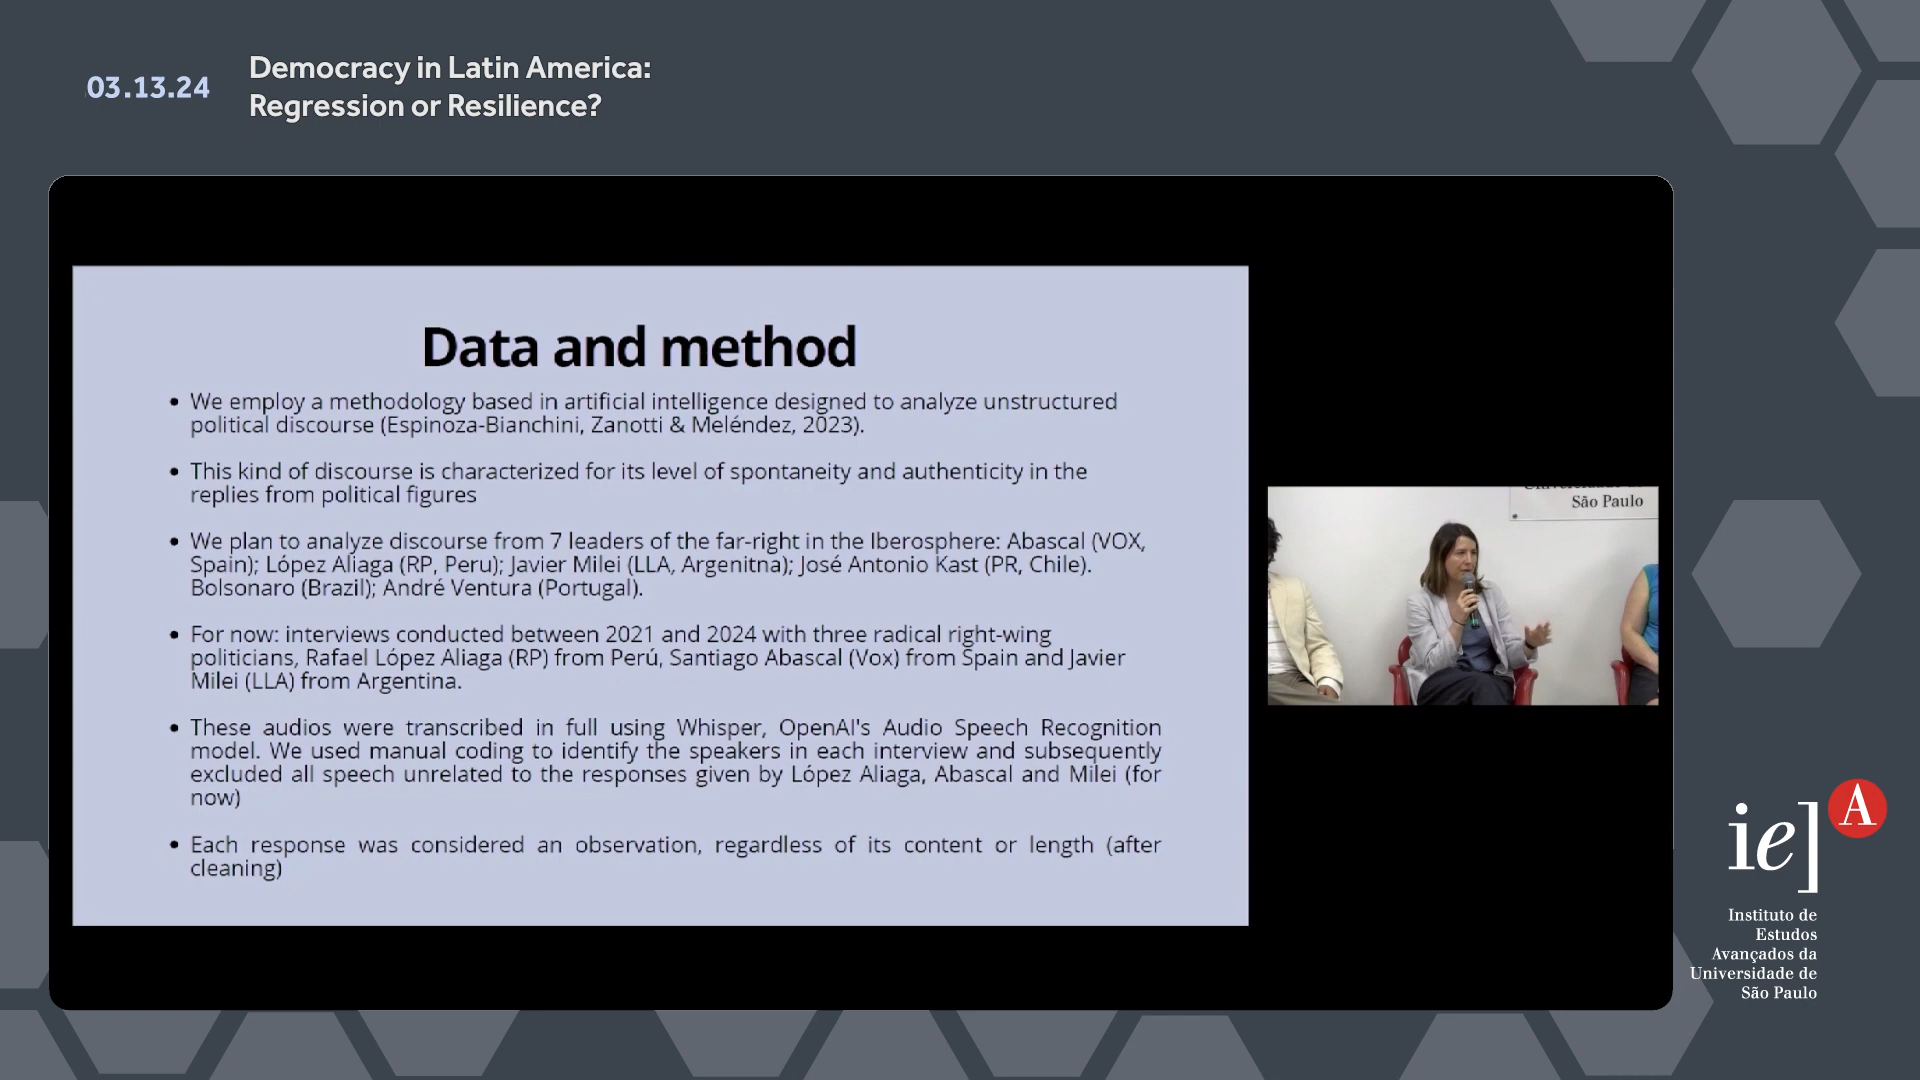 03.13.24
Democracy in Latin America:
Regression or Resilience?
Data and method
• We employ a methodology based in artificial intelligence designed to analyze unstructured
political discourse (Espinoza-Bianchini, Zanotti & Meléndez, 2023).
• This kind of discourse is characterized for its level of spontaneity and authenticity in the
replies from political figures
• We plan to analyze discourse from 7 leaders of the far-right in the Iberosphere: Abascal (VOX,
Spain); López Aliaga (RP, Peru); Javier Milei (LLA, Argenitna); José Antonio Kast (PR, Chile).
Bolsonaro (Brazil); André Ventura (Portugal).
• For now: interviews conducted between 2021 and 2024 with three radical right-wing
politicians, Rafael López Aliaga (RP) from Perú, Santiago Abascal (Vox) from Spain and Javier
Milei (LLA) from Argentina.
• These audios were transcribed in full using Whisper, OpenAI's Audio Speech Recognition
model. We used manual coding to identify the speakers in each interview and subsequently
excluded all speech unrelated to the responses given by López Aliaga, Abascal and Milei (for
now)
• Each response was considered an observation, regardless of its content or length (after
cleaning)
São Paulo
ie] A
Instituto de
Estudos
Avançados da
Universidade de
São Paulo